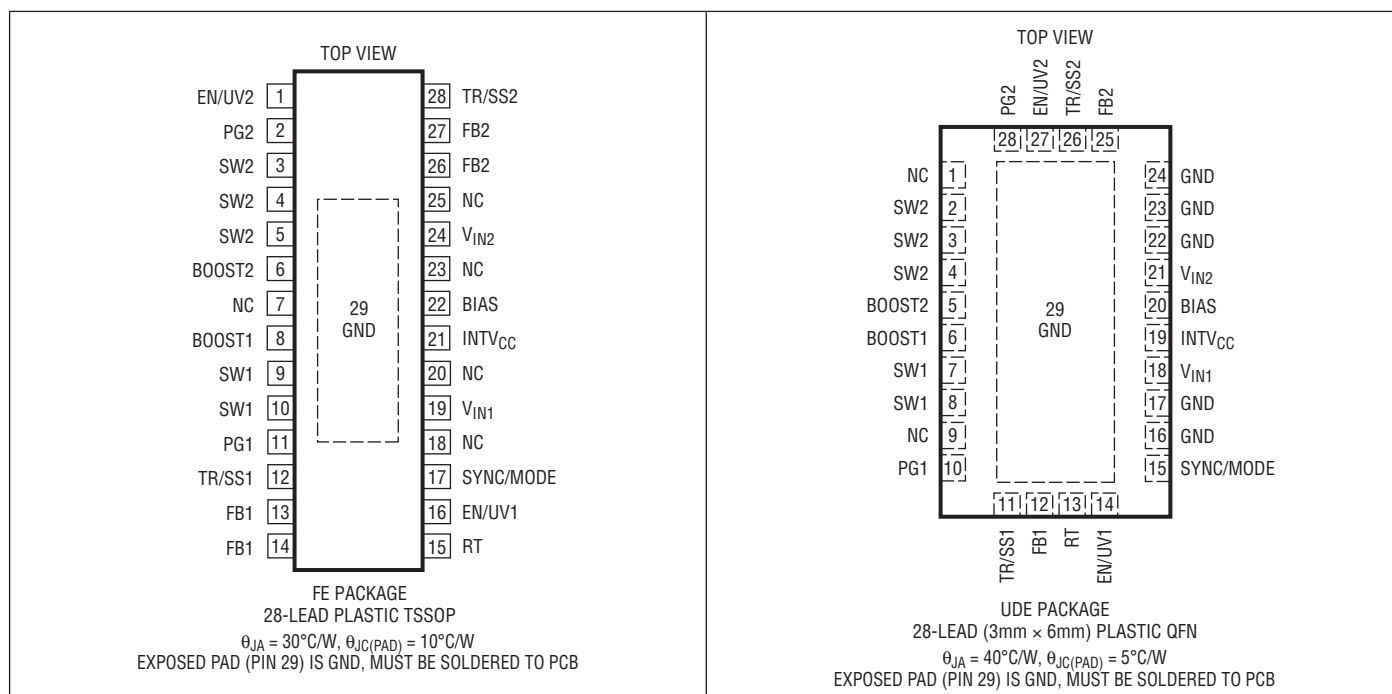 TOP VIEW
EN/UV2 1
PG2 2
SW2 3
SW2 4
SW2 5
BOOST2 6
NC 7
BOOST1 8
SW1 9
SW1 10
PG1 11
TR/SS1 12
FB1 13
FB1 14
28 TR/SS2
27 FB2
26 FB2
25 NC
24 VIN2
23 NC
22 BIAS
21 INTVCC
20 NC
19 VIN1
18 NC
17 SYNC/MODE
16 EN/UV1
15 RT
29
GND
FE PACKAGE
28-LEAD PLASTIC TSSOP
θJA = 30°C/W, θJC(PAD) = 10°C/W
EXPOSED PAD (PIN 29) IS GND, MUST BE SOLDERED TO PCB
TOP VIEW
PG2
EN/UV2
TR/SS2
FB2
28 27 26 25
NC 1
SW2 2
SW2 3
SW2 4
BOOST2 5
BOOST1 6
SW1 7
SW1 8
NC 9
PG1 10
24 GND
23 GND
22 GND
21 VIN2
20 BIAS
19 INTVCC
18 VIN1
17 GND
16 GND
15 SYNC/MODE
29
GND
11 12 13 14
TR/SS1
FB1
RT
EN/UV1
UDE PACKAGE
28-LEAD (3mm × 6mm) PLASTIC QFN
θJA = 40°C/W, θJC(PAD) = 5°C/W
EXPOSED PAD (PIN 29) IS GND, MUST BE SOLDERED TO PCB